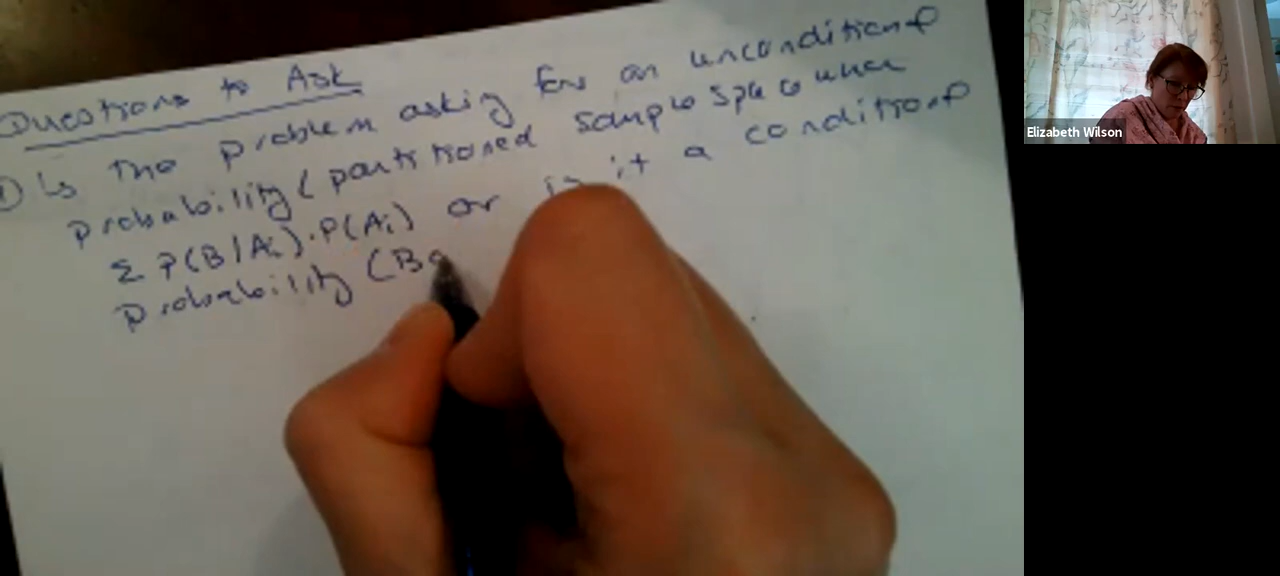 Questions to Ask
① Is the problem asking for an unconditional
probability (partitioned sample space when
Σ P(B|Ai)·P(Ai) or is it a conditional
probability (Ba
Elizabeth Wilson